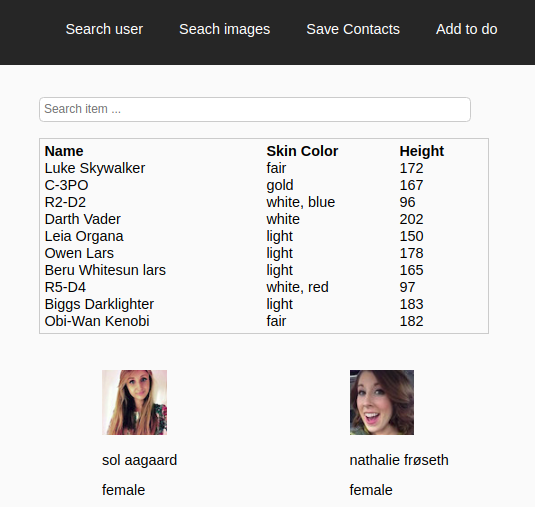 Search user Seach images Save Contacts Add to do
Search item ...
Name Skin Color Height
Luke Skywalker fair 172
C-3PO gold 167
R2-D2 white, blue 96
Darth Vader white 202
Leia Organa light 150
Owen Lars light 178
Beru Whitesun lars light 165
R5-D4 white, red 97
Biggs Darklighter light 183
Obi-Wan Kenobi fair 182
sol aagaard nathalie frøseth
female female